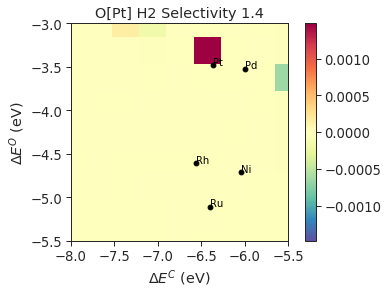 O[Pt] H2 Selectivity 1.4
−3.0
−3.5
−4.0
−4.5
−5.0
−5.5
ΔE^O (eV)
Pt
Pd
Rh
Ni
Ru
−8.0 −7.5 −7.0 −6.5 −6.0 −5.5
ΔE^C (eV)
0.0010
0.0005
0.0000
−0.0005
−0.0010